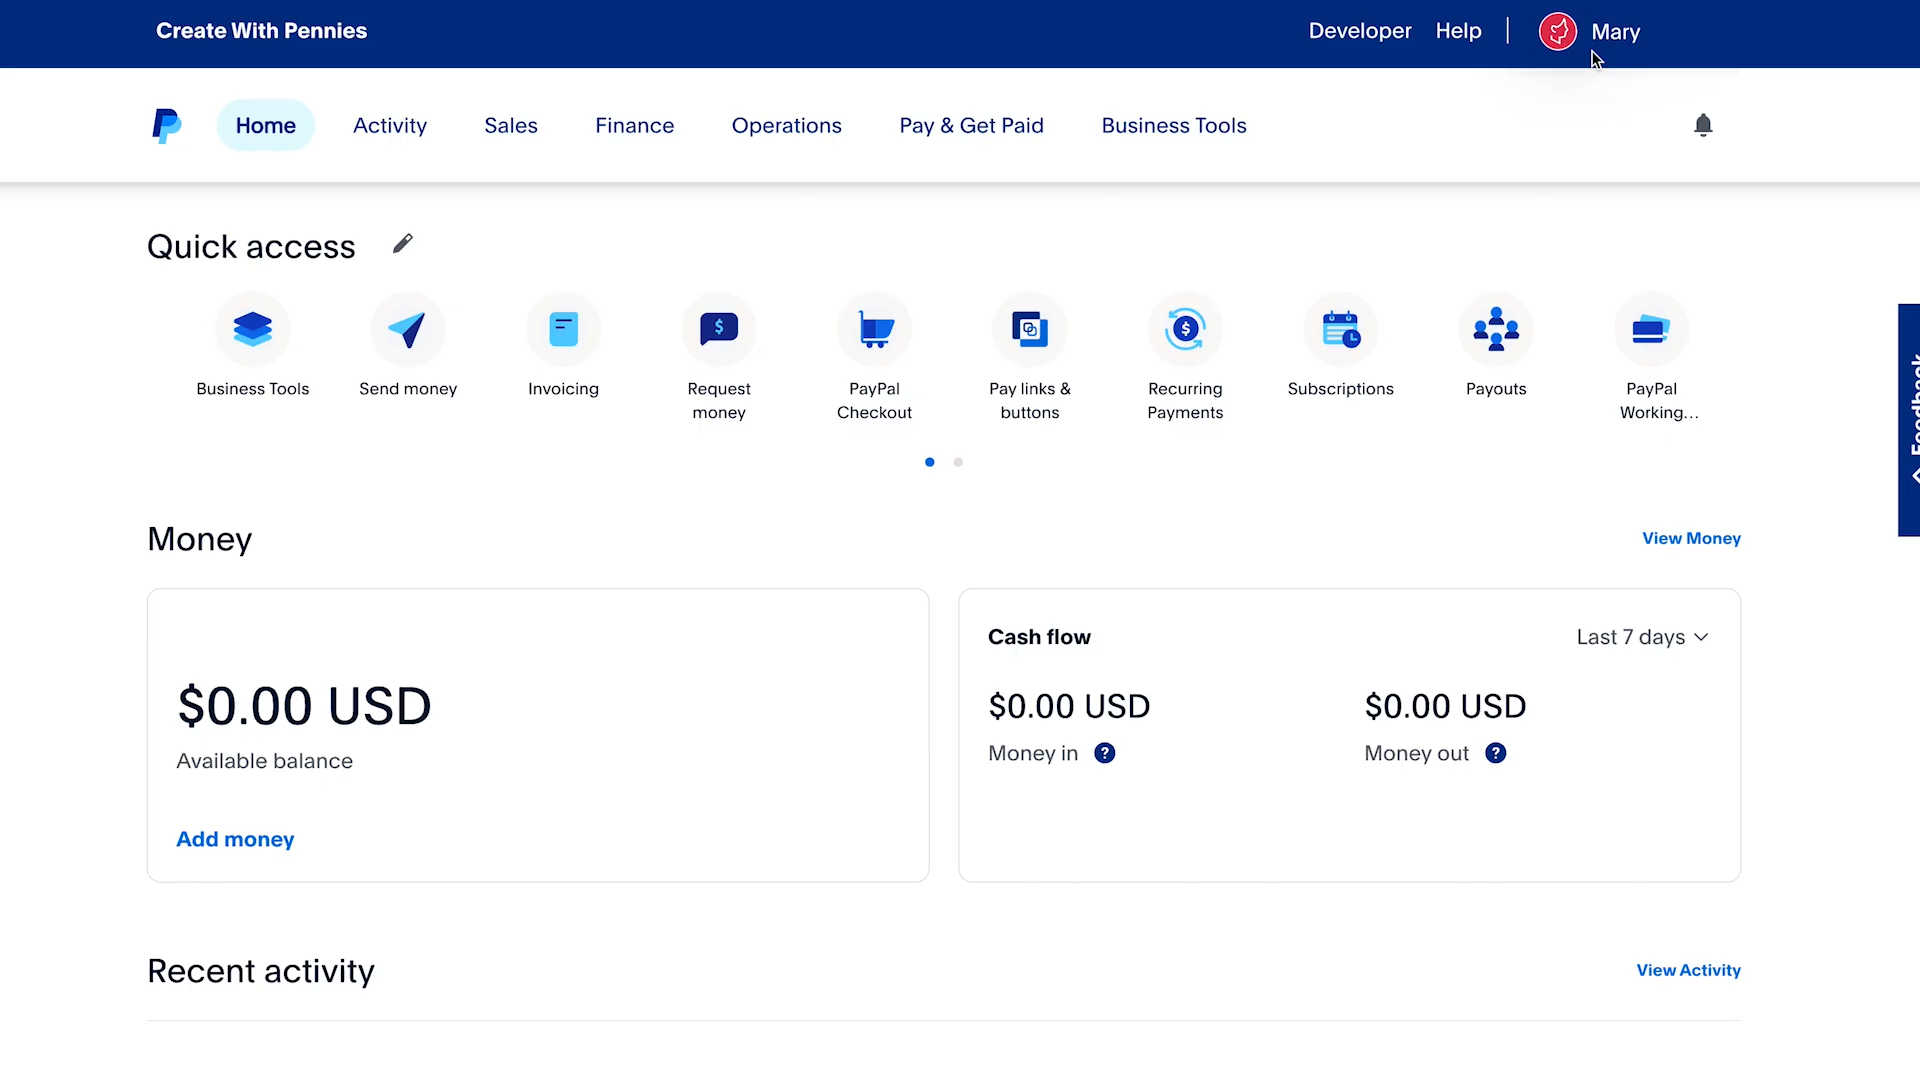 Create With Pennies
Developer Help Mary
Home Activity Sales Finance Operations Pay & Get Paid Business Tools
Quick access
Business Tools
Send money
Invoicing
Request
money
PayPal
Checkout
Pay links &
buttons
Recurring
Payments
Subscriptions
Payouts
PayPal
Working...
Feedback
Money
View Money
$0.00 USD
Available balance
Add money
Cash flow
Last 7 days
$0.00 USD
Money in ?
$0.00 USD
Money out ?
Recent activity
View Activity